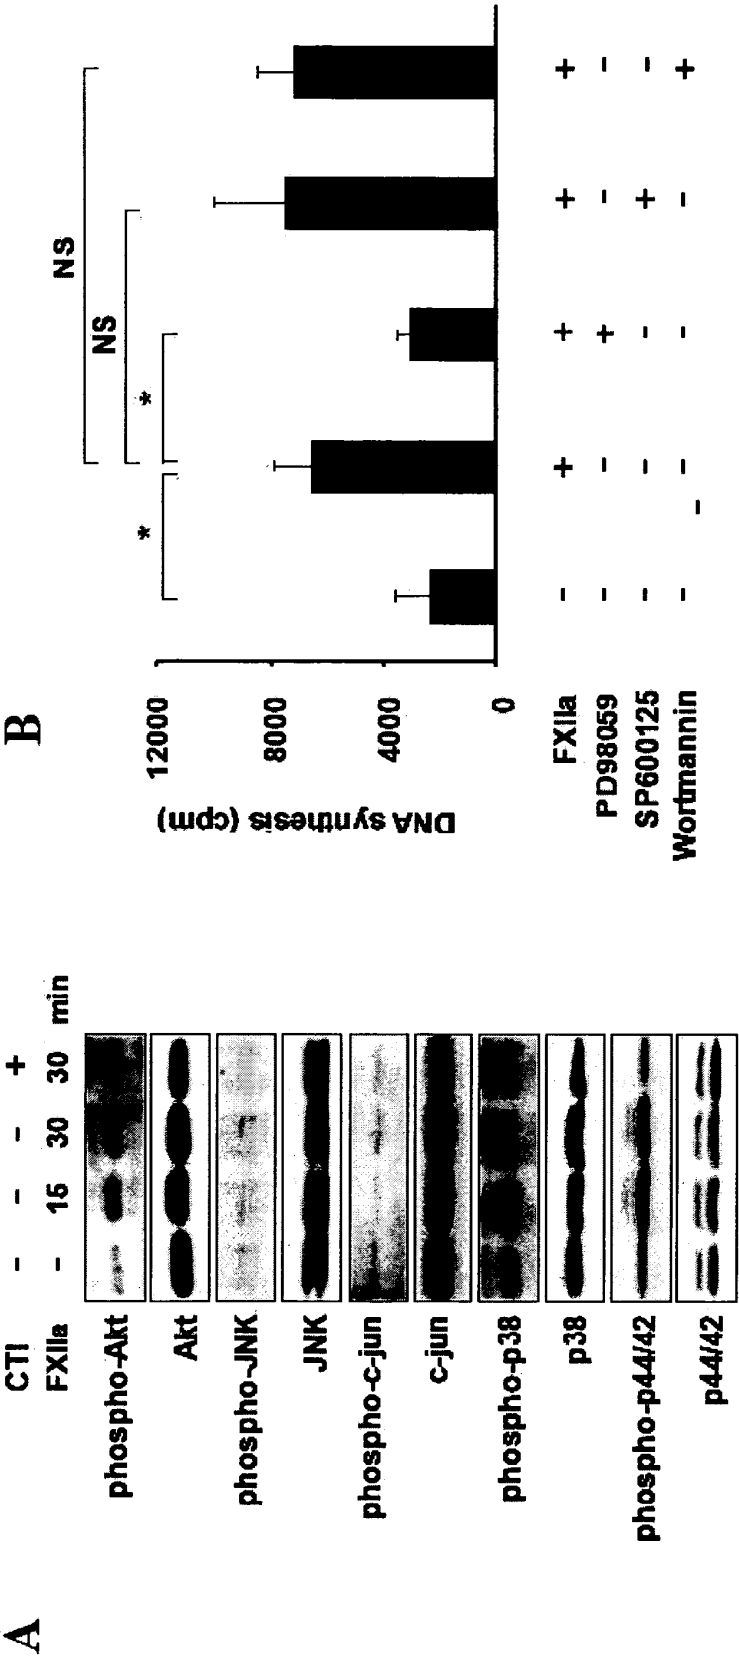 A
CTI - - - +
FXIIa - 15 30 30 min
phospho-Akt
Akt
phospho-JNK
JNK
phospho-c-jun
c-jun
phospho-p38
p38
phospho-p44/42
p44/42
B
NS
NS
* *
DNA synthesis (cpm)
12000
8000
4000
0
FXIIa - + + + +
PD98059 - - + - -
SP600125 - - - + -
Wortmannin - - - - +
-